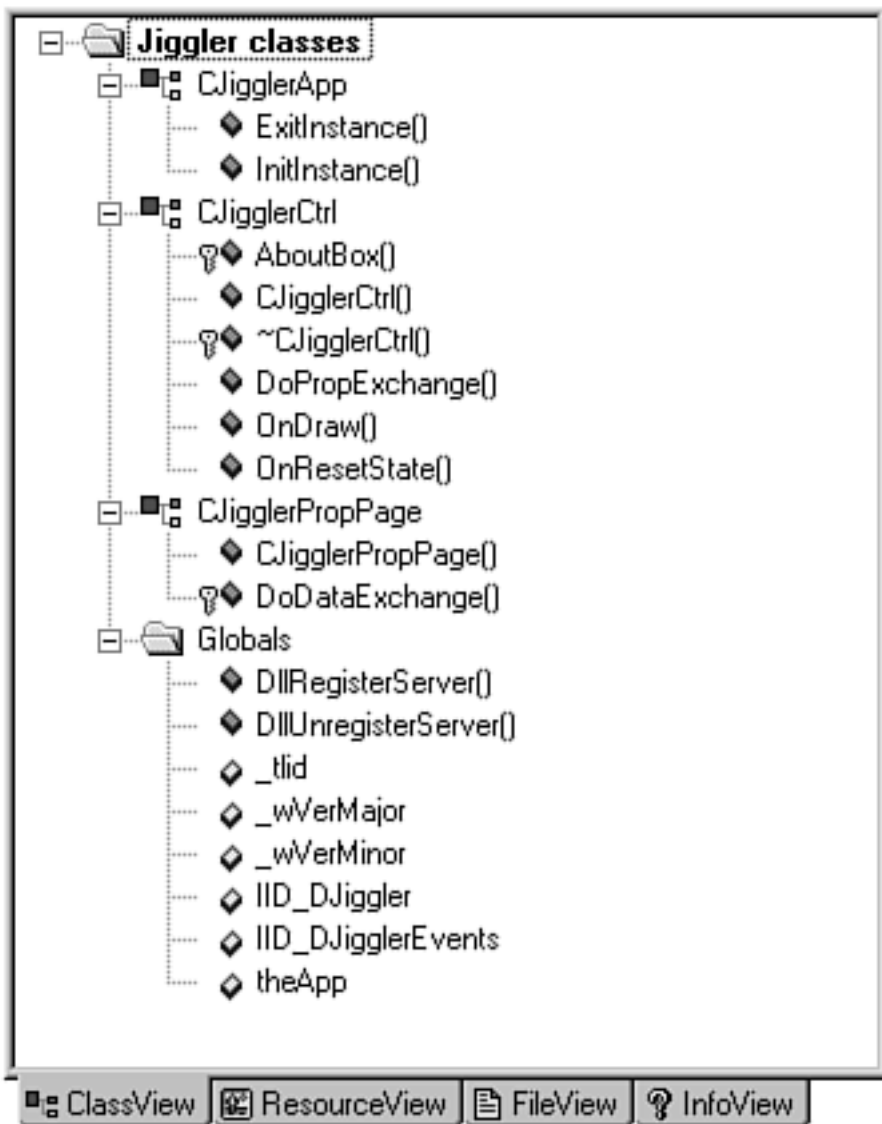 Jiggler classes
CJigglerApp
ExitInstance()
InitInstance()
CJigglerCtrl
AboutBox()
CJigglerCtrl()
~CJigglerCtrl()
DoPropExchange()
OnDraw()
OnResetState()
CJigglerPropPage
CJigglerPropPage()
DoDataExchange()
Globals
DllRegisterServer()
DllUnregisterServer()
_tlid
_wVerMajor
_wVerMinor
IID_DJiggler
IID_DJigglerEvents
theApp
ClassView ResourceView FileView InfoView